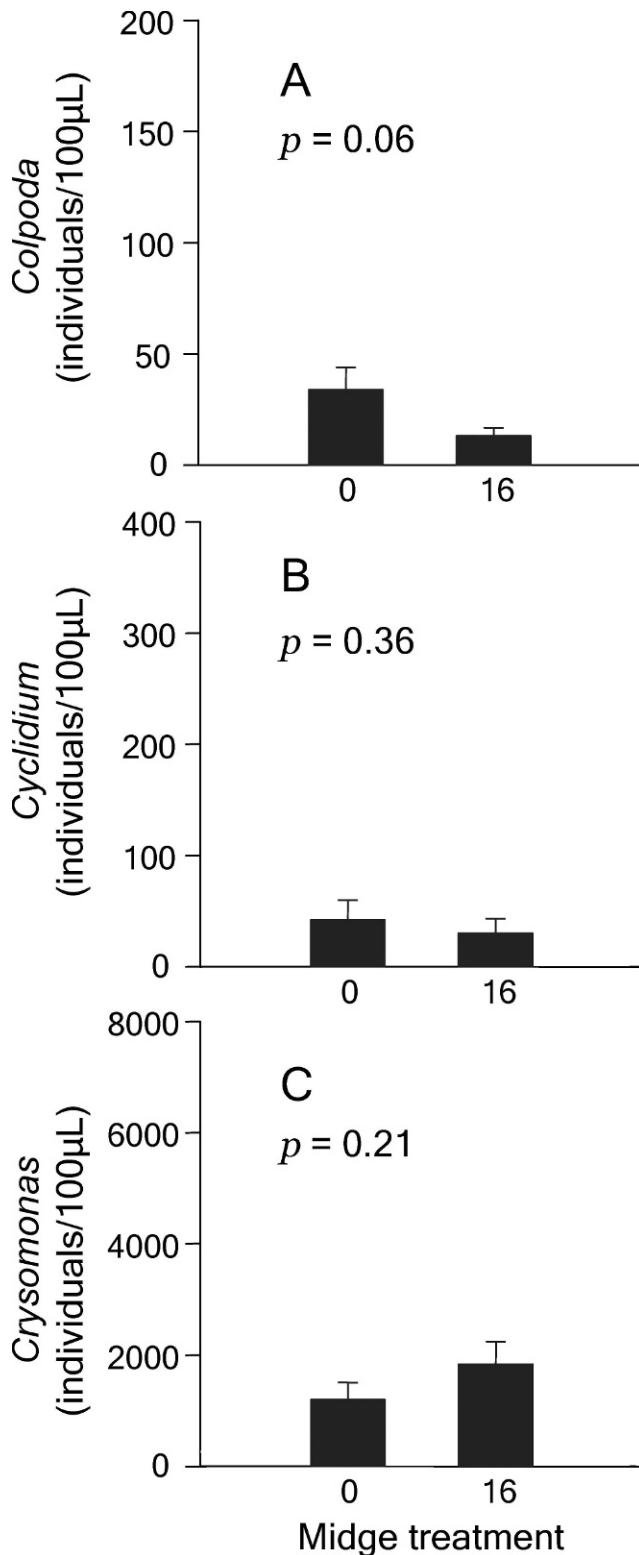 Colpoda
(individuals/100µL)
200
150
100
50
0
A
p = 0.06
0 16
Cyclidium
(individuals/100µL)
400
300
200
100
0
B
p = 0.36
0 16
Crysomonas
(individuals/100µL)
8000
6000
4000
2000
0
C
p = 0.21
0 16
Midge treatment